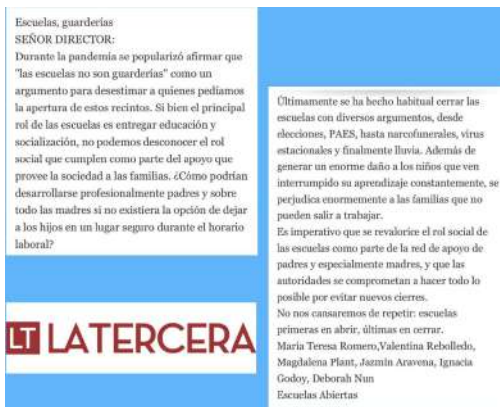 Escuelas, guarderías
SEÑOR DIRECTOR:
Durante la pandemia se popularizó afirmar que
"las escuelas no son guarderías" como un
argumento para desestimar a quienes pedíamos
la apertura de estos recintos. Si bien el principal
rol de las escuelas es entregar educación y
socialización, no podemos desconocer el rol
social que cumplen como parte del apoyo que
provee la sociedad a las familias. ¿Cómo podrían
desarrollarse profesionalmente padres y sobre
todo las madres si no existiera la opción de dejar
a los hijos en un lugar seguro durante el horario
laboral?
LT LATERCERA
Últimamente se ha hecho habitual cerrar las
escuelas con diversos argumentos, desde
elecciones, PAES, hasta narcofunerales, virus
estacionales y finalmente lluvia. Además de
generar un enorme daño a los niños que ven
interrumpido su aprendizaje constantemente, se
perjudica enormemente a las familias que no
pueden salir a trabajar.
Es imperativo que se revalorice el rol social de
las escuelas como parte de la red de apoyo de
padres y especialmente madres, y que las
autoridades se comprometan a hacer todo lo
posible por evitar nuevos cierres.
No nos cansaremos de repetir: escuelas
primeras en abrir, últimas en cerrar.
María Teresa Romero,Valentina Rebolledo,
Magdalena Plant, Jazmín Aravena, Ignacia
Godoy, Deborah Nun
Escuelas Abiertas